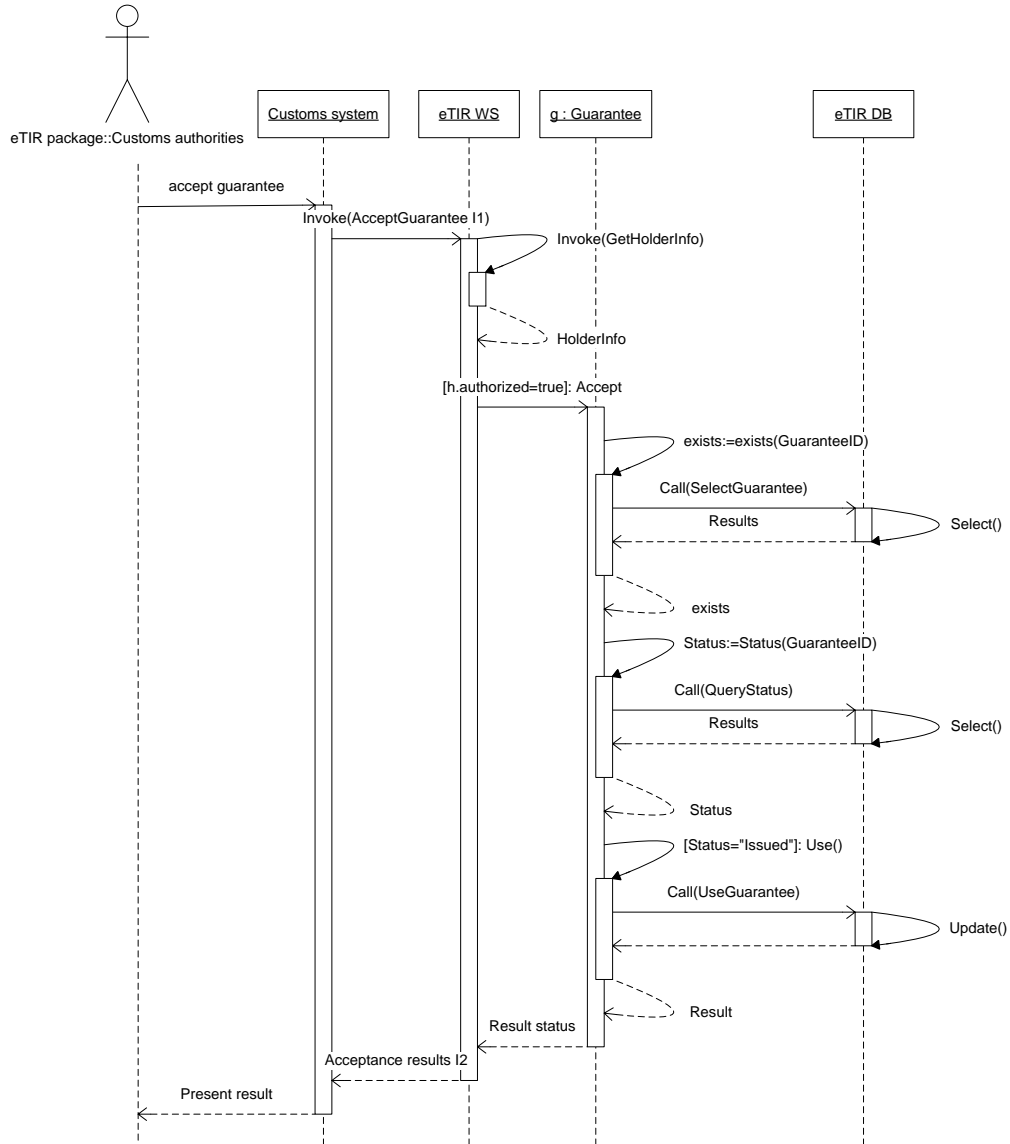 Customs system
eTIR WS
g : Guarantee
eTIR DB
eTIR package::Customs authorities
accept guarantee
Invoke(AcceptGuarantee I1)
Invoke(GetHolderInfo)
HolderInfo
[h.authorized=true]: Accept
exists:=exists(GuaranteeID)
Call(SelectGuarantee)
Results
Select()
exists
Status:=Status(GuaranteeID)
Call(QueryStatus)
Results
Select()
Status
[Status="Issued"]: Use()
Call(UseGuarantee)
Update()
Result
Result status
Acceptance results I2
Present result